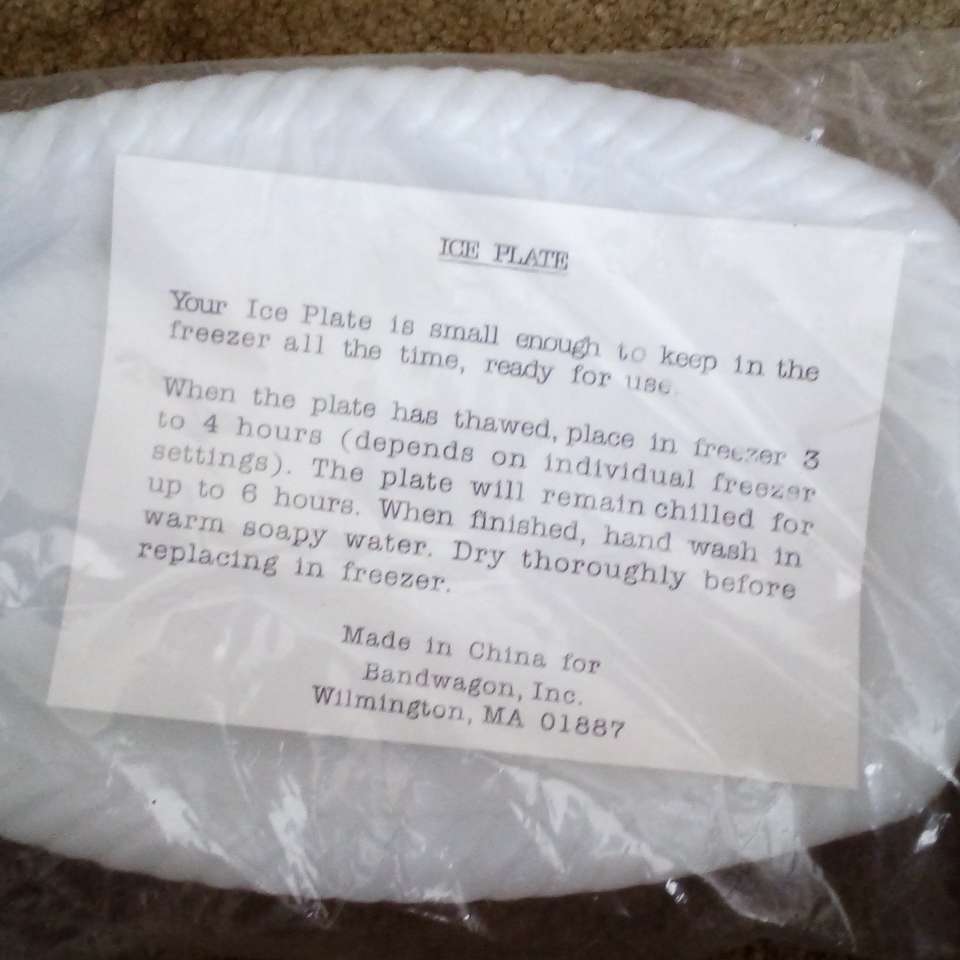 ICE PLATE
Your Ice Plate is small enough to keep in the
freezer all the time, ready for use.
When the plate has thawed, place in freezer 3
to 4 hours (depends on individual freezer
settings). The plate will remain chilled for
up to 6 hours. When finished, hand wash in
warm soapy water. Dry thoroughly before
replacing in freezer.
Made in China for
Bandwagon, Inc.
Wilmington, MA 01887